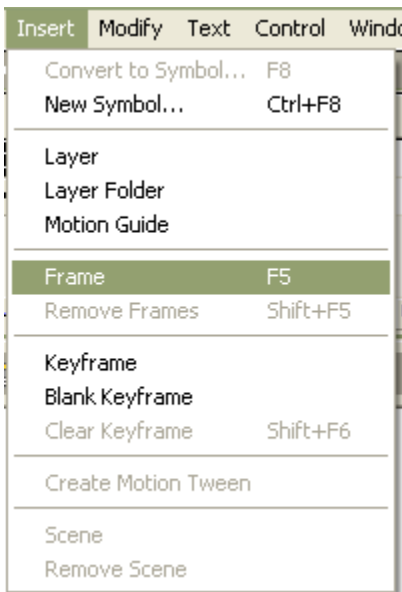 Insert Modify Text Control Windo
Convert to Symbol... F8
New Symbol... Ctrl+F8
Layer
Layer Folder
Motion Guide
Frame F5
Remove Frames Shift+F5
Keyframe
Blank Keyframe
Clear Keyframe Shift+F6
Create Motion Tween
Scene
Remove Scene